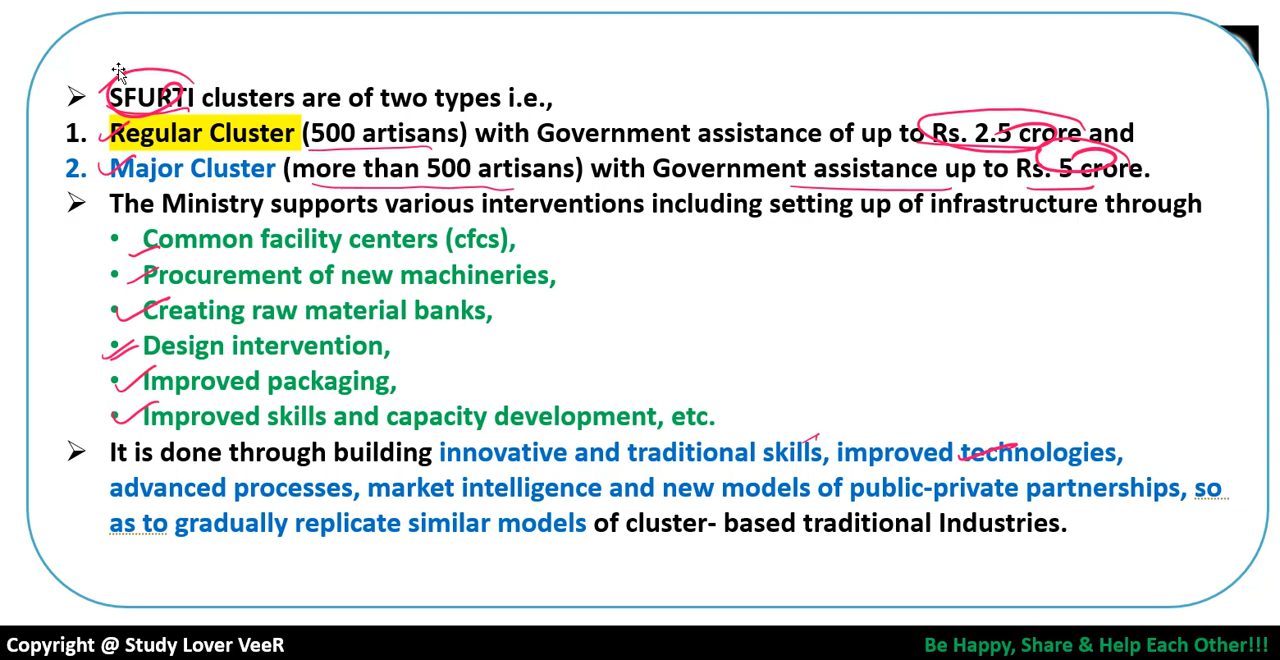 ➢ SFURTI clusters are of two types i.e.,
1. Regular Cluster (500 artisans) with Government assistance of up to Rs. 2.5 crore and
2. Major Cluster (more than 500 artisans) with Government assistance up to Rs. 5 crore.
➢ The Ministry supports various interventions including setting up of infrastructure through
• Common facility centers (cfcs),
• Procurement of new machineries,
• Creating raw material banks,
• Design intervention,
• Improved packaging,
• Improved skills and capacity development, etc.
➢ It is done through building innovative and traditional skills, improved technologies,
advanced processes, market intelligence and new models of public-private partnerships, so
as to gradually replicate similar models of cluster- based traditional Industries.
Copyright @ Study Lover VeeR
Be Happy, Share & Help Each Other!!!